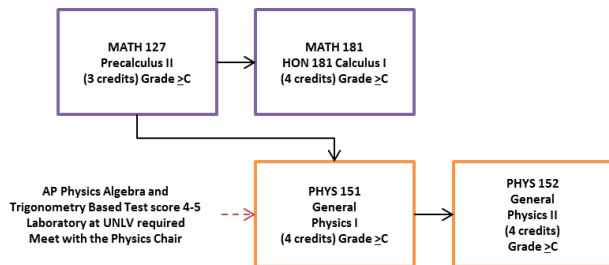 MATH 127
Precalculus II
(3 credits) Grade ≥C
MATH 181
HON 181 Calculus I
(4 credits) Grade ≥C
AP Physics Algebra and
Trigonometry Based Test score 4-5
Laboratory at UNLV required
Meet with the Physics Chair
PHYS 151
General
Physics I
(4 credits) Grade ≥C
PHYS 152
General
Physics II
(4 credits)
Grade ≥C